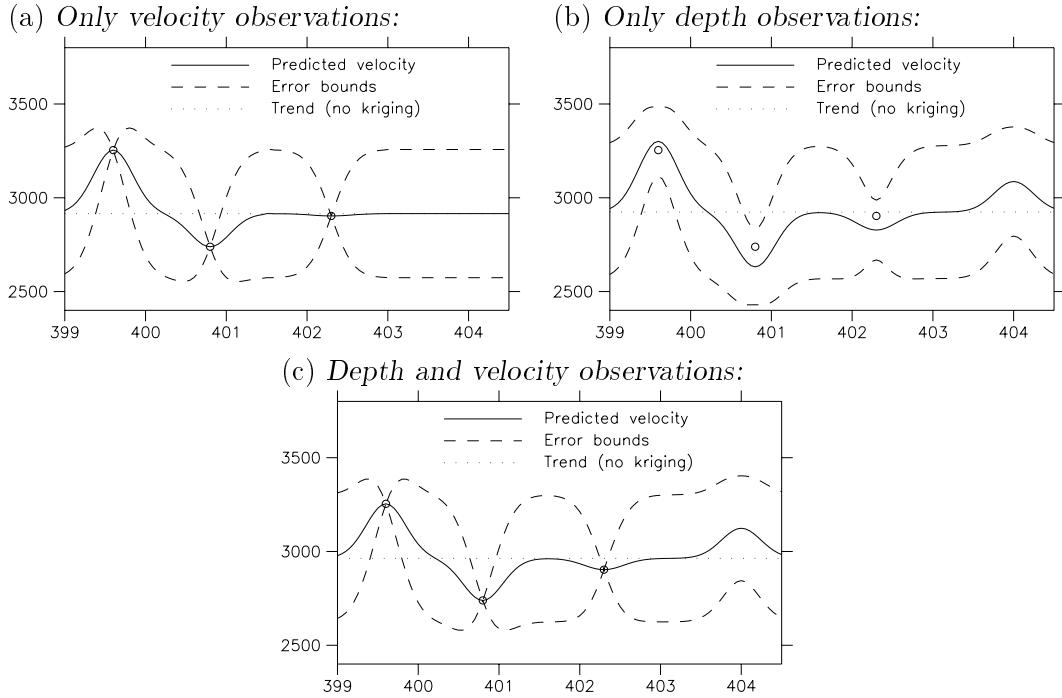 (a) Only velocity observations:
Predicted velocity
Error bounds
Trend (no kriging)
3500
3000
2500
399 400 401 402 403 404
(b) Only depth observations:
Predicted velocity
Error bounds
Trend (no kriging)
3500
3000
2500
399 400 401 402 403 404
(c) Depth and velocity observations:
Predicted velocity
Error bounds
Trend (no kriging)
3500
3000
2500
399 400 401 402 403 404